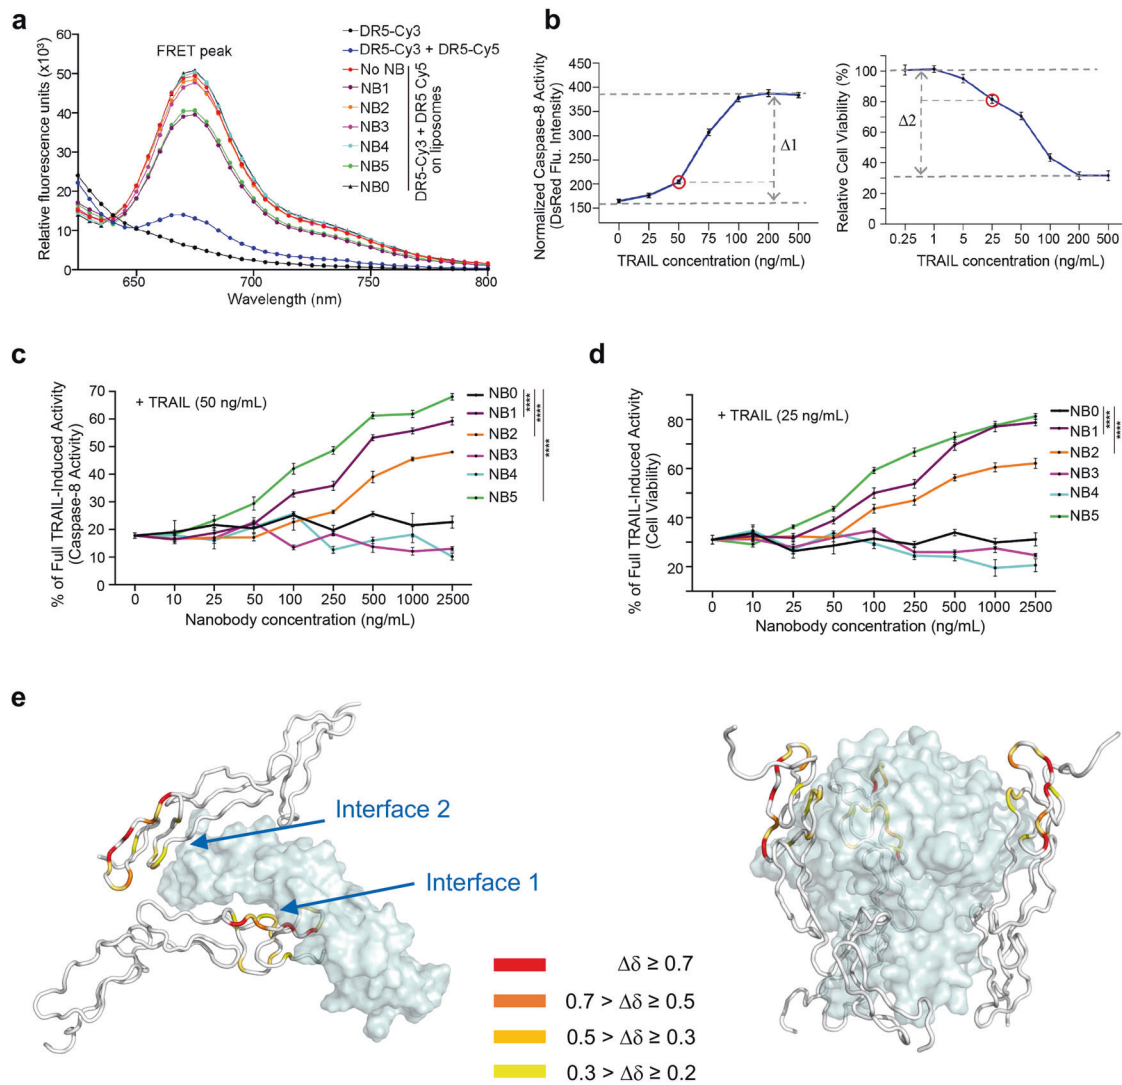 a
Relative fluorescence units (x10³)
60
50
40
30
20
10
0
650
700
750
800
Wavelength (nm)
FRET peak
DR5-Cy3
DR5-Cy3 + DR5-Cy5
No NB
NB1
NB2
NB3
NB4
NB5
NB0
DR5-Cy3 + DR5 Cy5
on liposomes
b
Normalized Caspase-8 Activity
(DsRed Flu. Intensity)
450
400
350
300
250
200
150
Δ1
0
25
50
75
100
200
500
TRAIL concentration (ng/mL)
Relative Cell Viability (%)
100
80
60
40
20
0
Δ2
0.25
1
5
25
50
100
200
500
TRAIL concentration (ng/mL)
c
% of Full TRAIL-Induced Activity
(Caspase-8 Activity)
70
60
50
40
30
20
10
0
+ TRAIL (50 ng/mL)
0
10
25
50
100
250
500
1000
2500
Nanobody concentration (ng/mL)
NB0
NB1
NB2
NB3
NB4
NB5
****
****
****
d
% of Full TRAIL-Induced Activity
(Cell Viability)
80
60
40
20
+ TRAIL (25 ng/mL)
0
10
25
50
100
250
500
1000
2500
Nanobody concentration (ng/mL)
NB0
NB1
NB2
NB3
NB4
NB5
****
****
e
Interface 2
Interface 1
Δδ ≥ 0.7
0.7 > Δδ ≥ 0.5
0.5 > Δδ ≥ 0.3
0.3 > Δδ ≥ 0.2